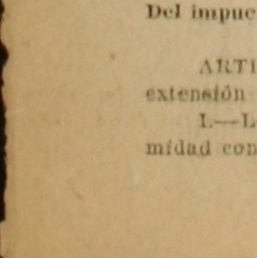 Del impue
ARTI
extensión
I.—L
midad con